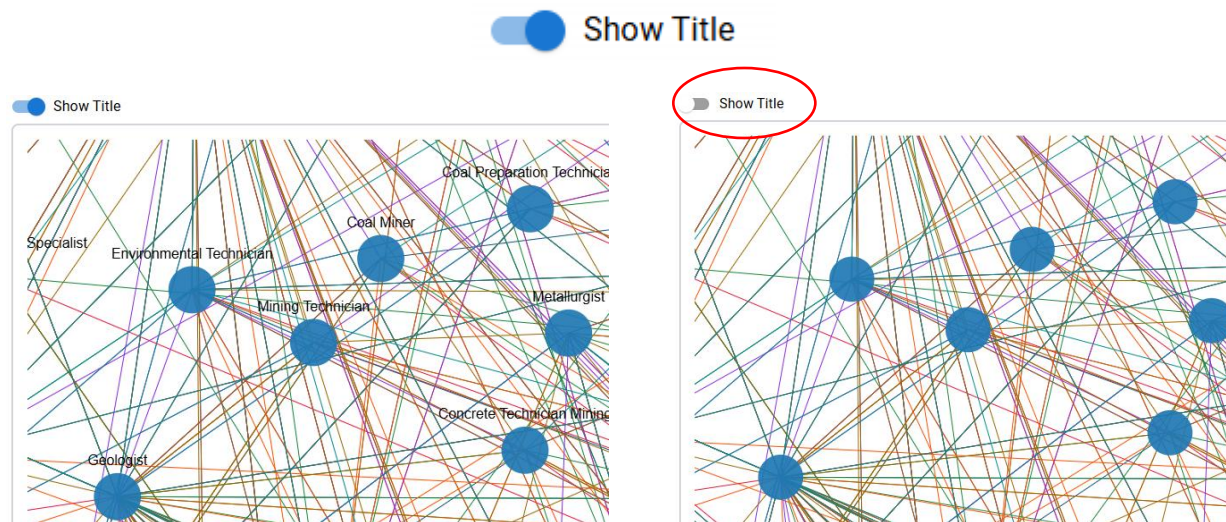 Show Title
Show Title
Show Title
Coal Preparation Technicia
Coal Miner
Specialist
Environmental Technician
Metallurgist
Mining Technician
Concrete Technician Mining
Geologist